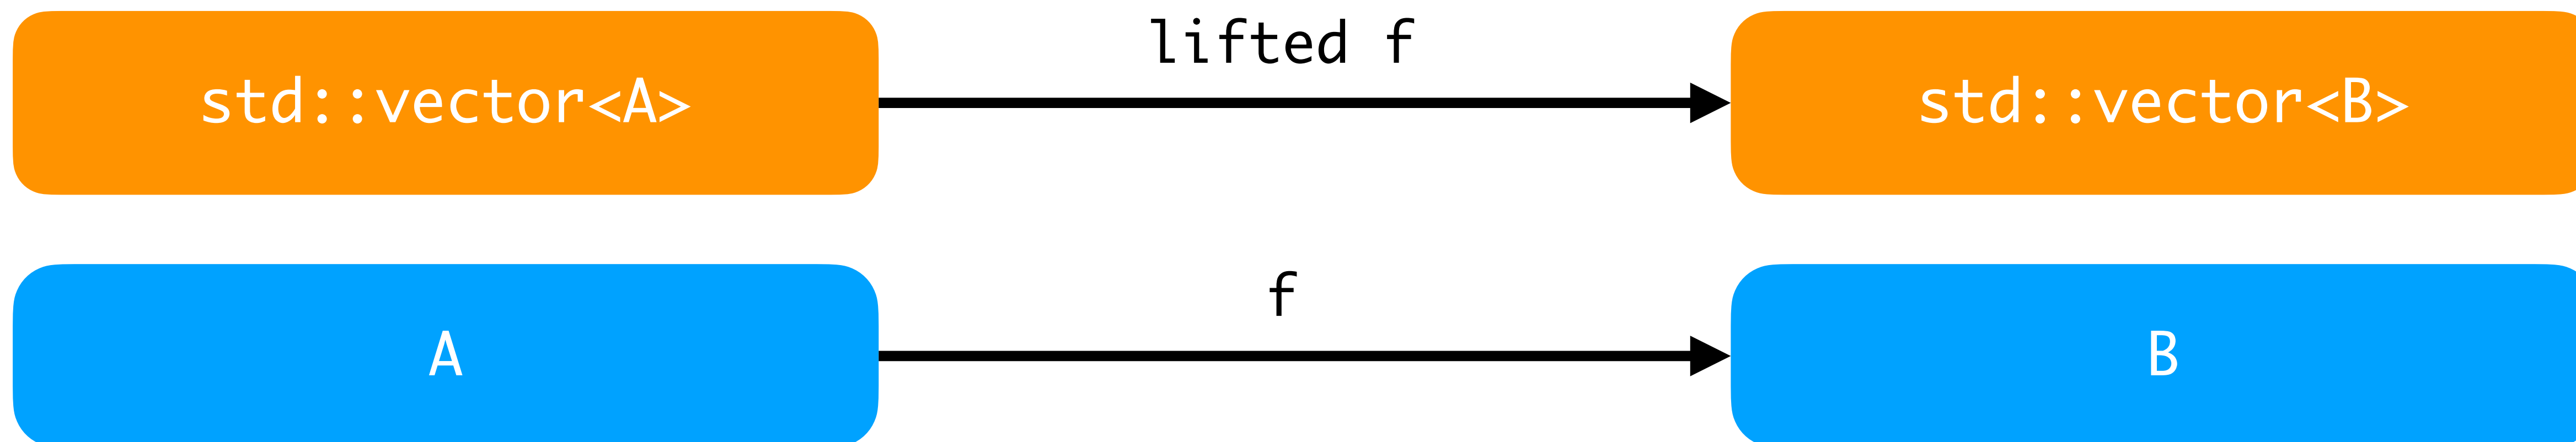 lifted f
std::vector<A>
std::vector<B>
f
A
B